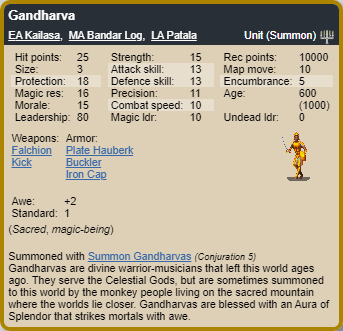 Gandharva
EA Kailasa, MA Bandar Log, LA Patala Unit (Summon)
Hit points: 25 Strength: 15 Rec points: 10000
Size: 3 Attack skill: 13 Map move: 10
Protection: 18 Defence skill: 13 Encumbrance: 5
Magic res: 16 Precision: 11 Age: 600
Morale: 15 Combat speed: 10 (1000)
Leadership: 80 Magic ldr: 10 Undead ldr: 0
Weapons: Armor:
Falchion Plate Hauberk
Kick Buckler
Iron Cap
Awe: +2
Standard: 1
(Sacred, magic-being)
Summoned with Summon Gandharvas (Conjuration 5)
Gandharvas are divine warrior-musicians that left this world ages
ago. They serve the Celestial Gods, but are sometimes summoned
to this world by the monkey people living on the sacred mountain
where the worlds lie closer. Gandharvas are blessed with an Aura of
Splendor that strikes mortals with awe.